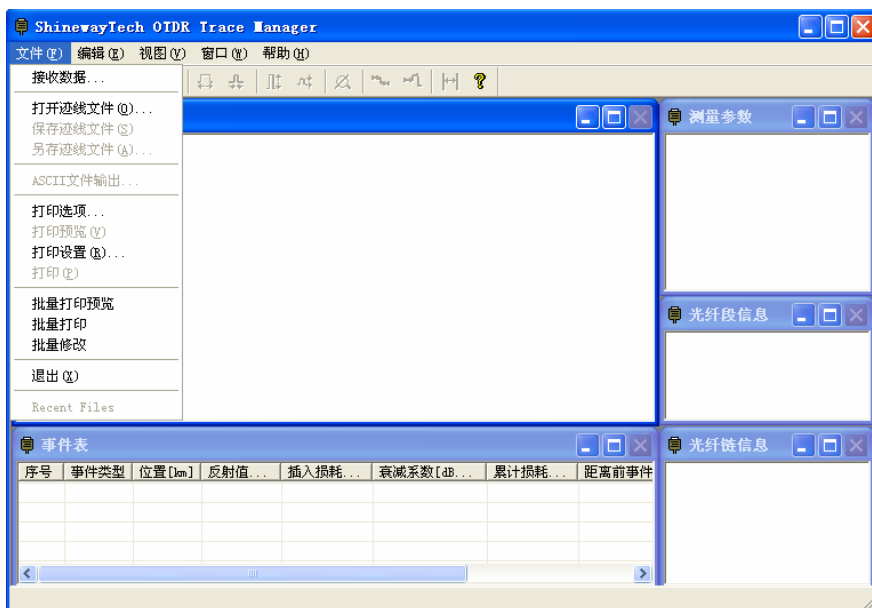 ShinewayTech OTDR Trace Manager
文件(F) 编辑(E) 视图(V) 窗口(W) 帮助(H)
接收数据...
打开迹线文件(O)...
保存迹线文件(S)
另存迹线文件(A)...
ASCII文件输出...
打印选项...
打印预览(V)
打印设置(R)...
打印(P)
批量打印预览
批量打印
批量修改
退出(X)
Recent Files
测量参数
光纤段信息
事件表
序号 事件类型 位置[km] 反射值... 插入损耗... 衰减系数[dB... 累计损耗... 距离前事件
光纤链信息